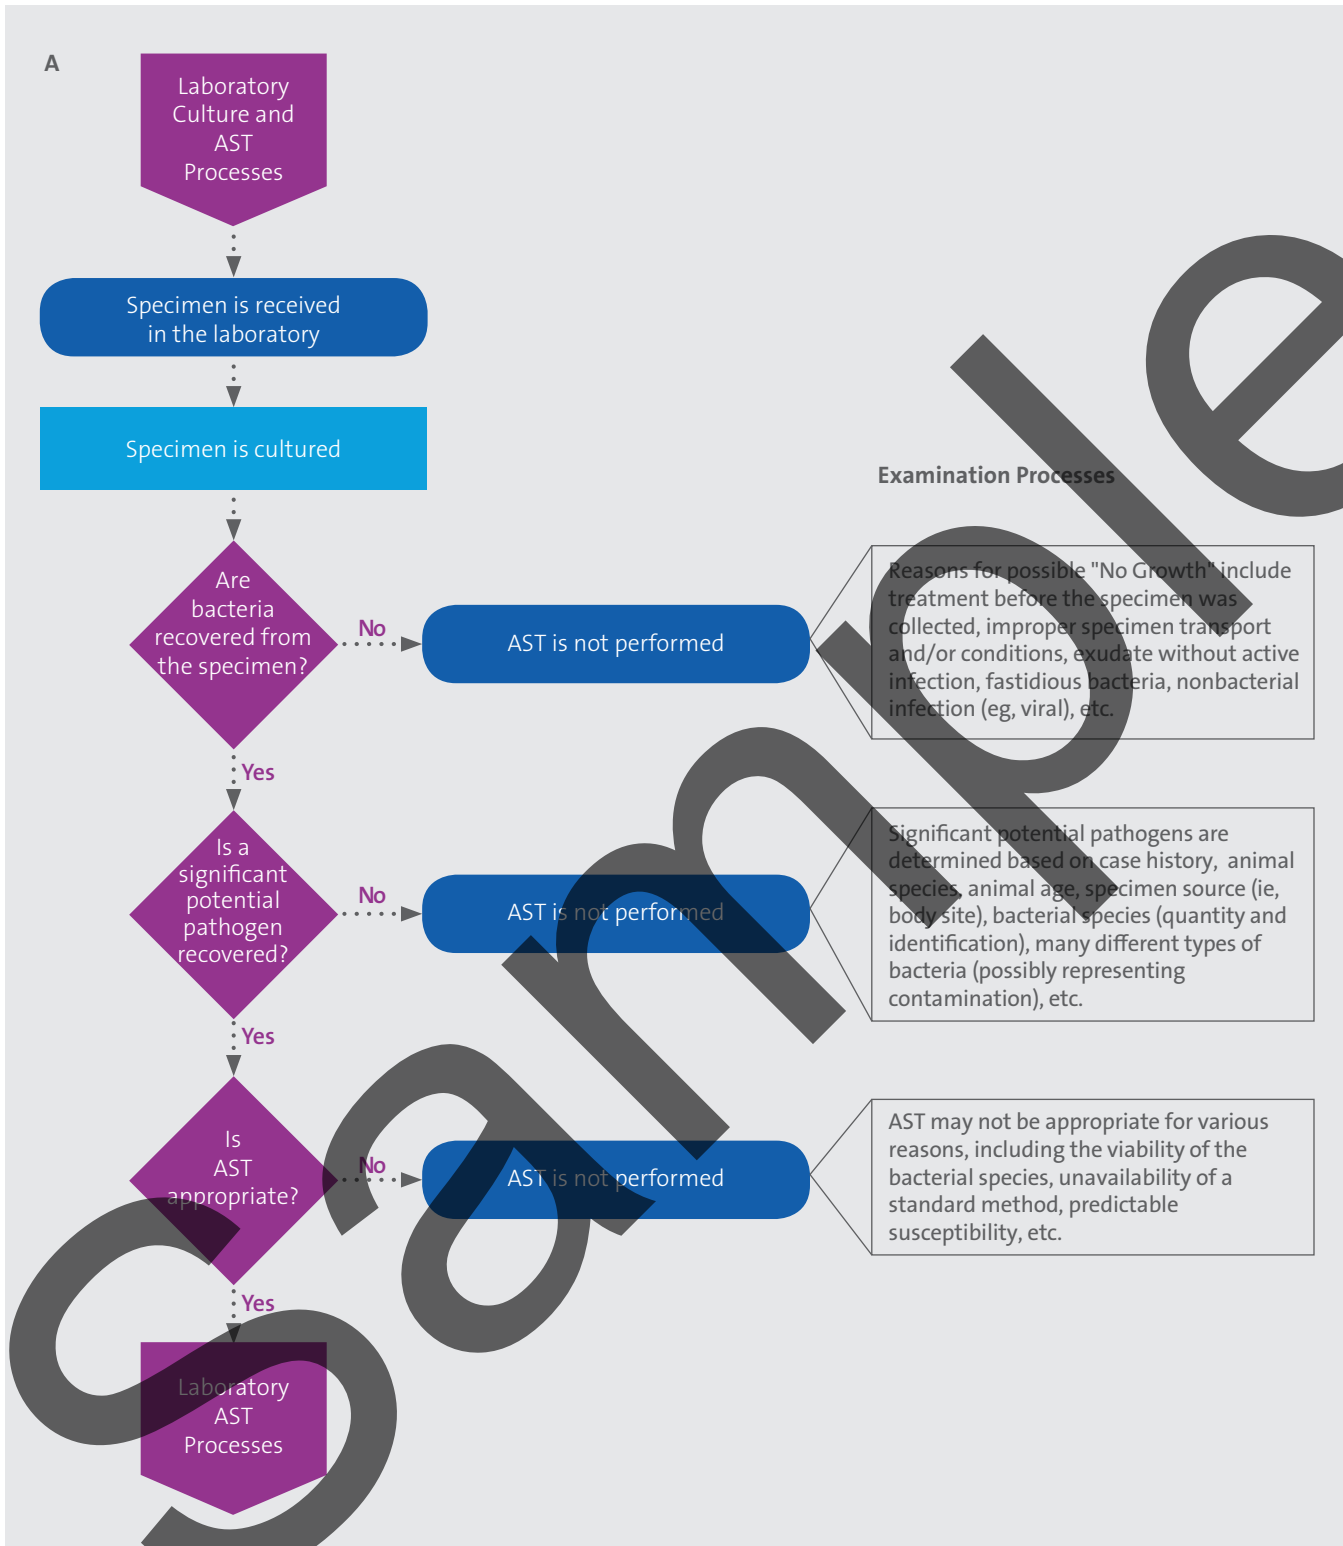 A
Laboratory
Culture and
AST
Processes
Specimen is received
in the laboratory
Specimen is cultured
Examination Processes
Are
bacteria
recovered from
the specimen?
No
AST is not performed
Reasons for possible "No Growth" include
treatment before the specimen was
collected, improper specimen transport
and/or conditions, exudate without active
infection, fastidious bacteria, nonbacterial
infection (eg, viral), etc.
Yes
Is a
significant
potential
pathogen
recovered?
No
AST is not performed
Significant potential pathogens are
determined based on case history, animal
species, animal age, specimen source (ie,
body site), bacterial species (quantity and
identification), many different types of
bacteria (possibly representing
contamination), etc.
Yes
Is
AST
appropriate?
No
AST is not performed
AST may not be appropriate for various
reasons, including the viability of the
bacterial species, unavailability of a
standard method, predictable
susceptibility, etc.
Yes
Laboratory
AST
Processes
Sample